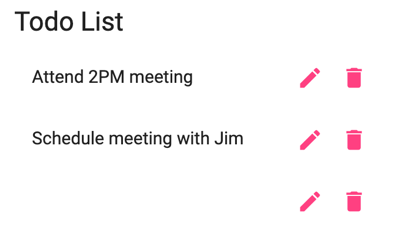 Todo List
Attend 2PM meeting
Schedule meeting with Jim